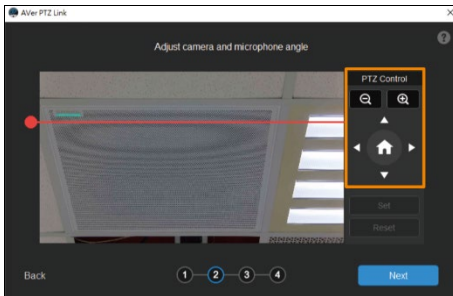 AVer PTZ Link
Adjust camera and microphone angle
PTZ Control
Set
Reset
Back
1
2
3
4
Next